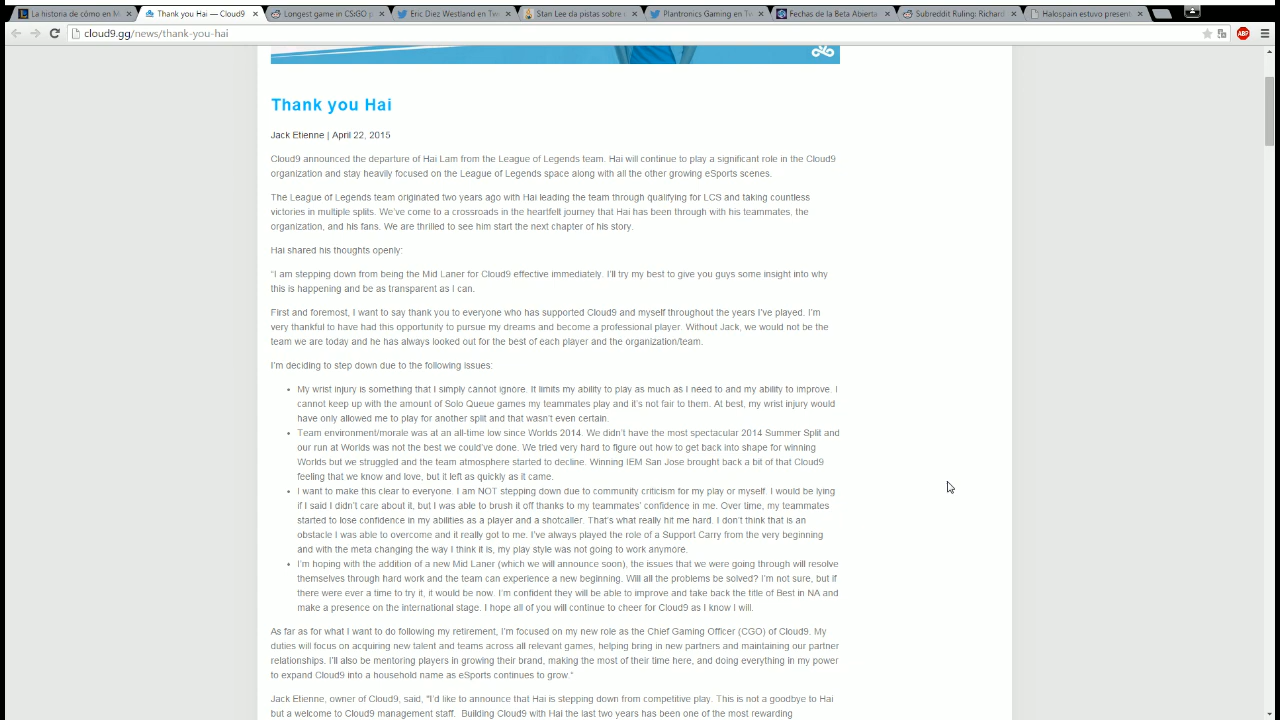 La historia de cómo en M
Thank you Hai — Cloud9
Longest game in CS:GO p
Eric Diez Westland en Tw
Stan Lee da pistas sobre
Plantronics Gaming en Tw
Fechas de la Beta Abierta
Subreddit Ruling: Richard
Halospain estuvo present
cloud9.gg/news/thank-you-hai
ABP
Thank you Hai
Jack Etienne | April 22, 2015
Cloud9 announced the departure of Hai Lam from the League of Legends team. Hai will continue to play a significant role in the Cloud9
organization and stay heavily focused on the League of Legends space along with all the other growing eSports scenes.
The League of Legends team originated two years ago with Hai leading the team through qualifying for LCS and taking countless
victories in multiple splits. We've come to a crossroads in the heartfelt journey that Hai has been through with his teammates, the
organization, and his fans. We are thrilled to see him start the next chapter of his story.
Hai shared his thoughts openly:
"I am stepping down from being the Mid Laner for Cloud9 effective immediately. I'll try my best to give you guys some insight into why
this is happening and be as transparent as I can.
First and foremost, I want to say thank you to everyone who has supported Cloud9 and myself throughout the years I've played. I'm
very thankful to have had this opportunity to pursue my dreams and become a professional player. Without Jack, we would not be the
team we are today and he has always looked out for the best of each player and the organization/team.
I'm deciding to step down due to the following issues:
• My wrist injury is something that I simply cannot ignore. It limits my ability to play as much as I need to and my ability to improve. I
cannot keep up with the amount of Solo Queue games my teammates play and it's not fair to them. At best, my wrist injury would
have only allowed me to play for another split and that wasn't even certain.
• Team environment/morale was at an all-time low since Worlds 2014. We didn't have the most spectacular 2014 Summer Split and
our run at Worlds was not the best we could've done. We tried very hard to figure out how to get back into shape for winning
Worlds but we struggled and the team atmosphere started to decline. Winning IEM San Jose brought back a bit of that Cloud9
feeling that we know and love, but it left as quickly as it came.
• I want to make this clear to everyone. I am NOT stepping down due to community criticism for my play or myself. I would be lying
if I said I didn't care about it, but I was able to brush it off thanks to my teammates' confidence in me. Over time, my teammates
started to lose confidence in my abilities as a player and a shotcaller. That's what really hit me hard. I don't think that is an
obstacle I was able to overcome and it really got to me. I've always played the role of a Support Carry from the very beginning
and with the meta changing the way I think it is, my play style was not going to work anymore.
• I'm hoping with the addition of a new Mid Laner (which we will announce soon), the issues that we were going through will resolve
themselves through hard work and the team can experience a new beginning. Will all the problems be solved? I'm not sure, but if
there were ever a time to try it, it would be now. I'm confident they will be able to improve and take back the title of Best in NA and
make a presence on the international stage. I hope all of you will continue to cheer for Cloud9 as I know I will.
As far as for what I want to do following my retirement, I'm focused on my new role as the Chief Gaming Officer (CGO) of Cloud9. My
duties will focus on acquiring new talent and teams across all relevant games, helping bring in new partners and maintaining our partner
relationships. I'll also be mentoring players in growing their brand, making the most of their time here, and doing everything in my power
to expand Cloud9 into a household name as eSports continues to grow."
Jack Etienne, owner of Cloud9, said, "I'd like to announce that Hai is stepping down from competitive play. This is not a goodbye to Hai
but a welcome to Cloud9 management staff. Building Cloud9 with Hai the last two years has been one of the most rewarding